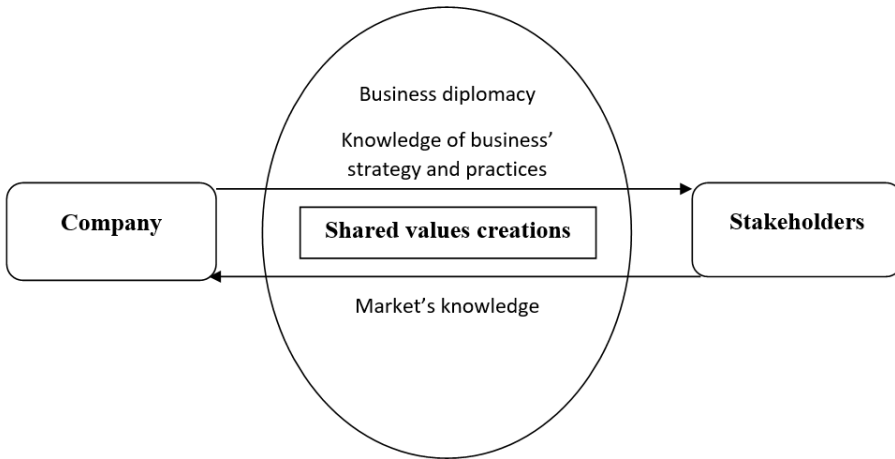 Business diplomacy
Knowledge of business’
strategy and practices
Company
Shared values creations
Stakeholders
Market’s knowledge